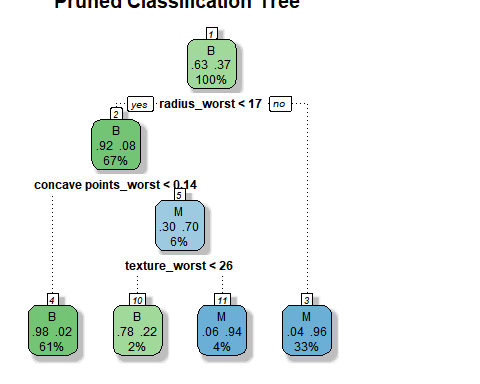 Pruned Classification Tree
1
B
.63 .37
100%
yes radius_worst < 17 no
2
B
.92 .08
67%
concave points_worst < 0.14
5
M
.30 .70
6%
texture_worst < 26
4 10 11 3
B B M M
.98 .02 .78 .22 .06 .94 .04 .96
61% 2% 4% 33%